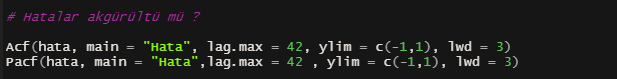 # Hatalar akgürültü mü ?
Acf(hata, main = "Hata", lag.max = 42, ylim = c(-1,1), lwd = 3)
Pacf(hata, main = "Hata",lag.max = 42 , ylim = c(-1,1), lwd = 3)